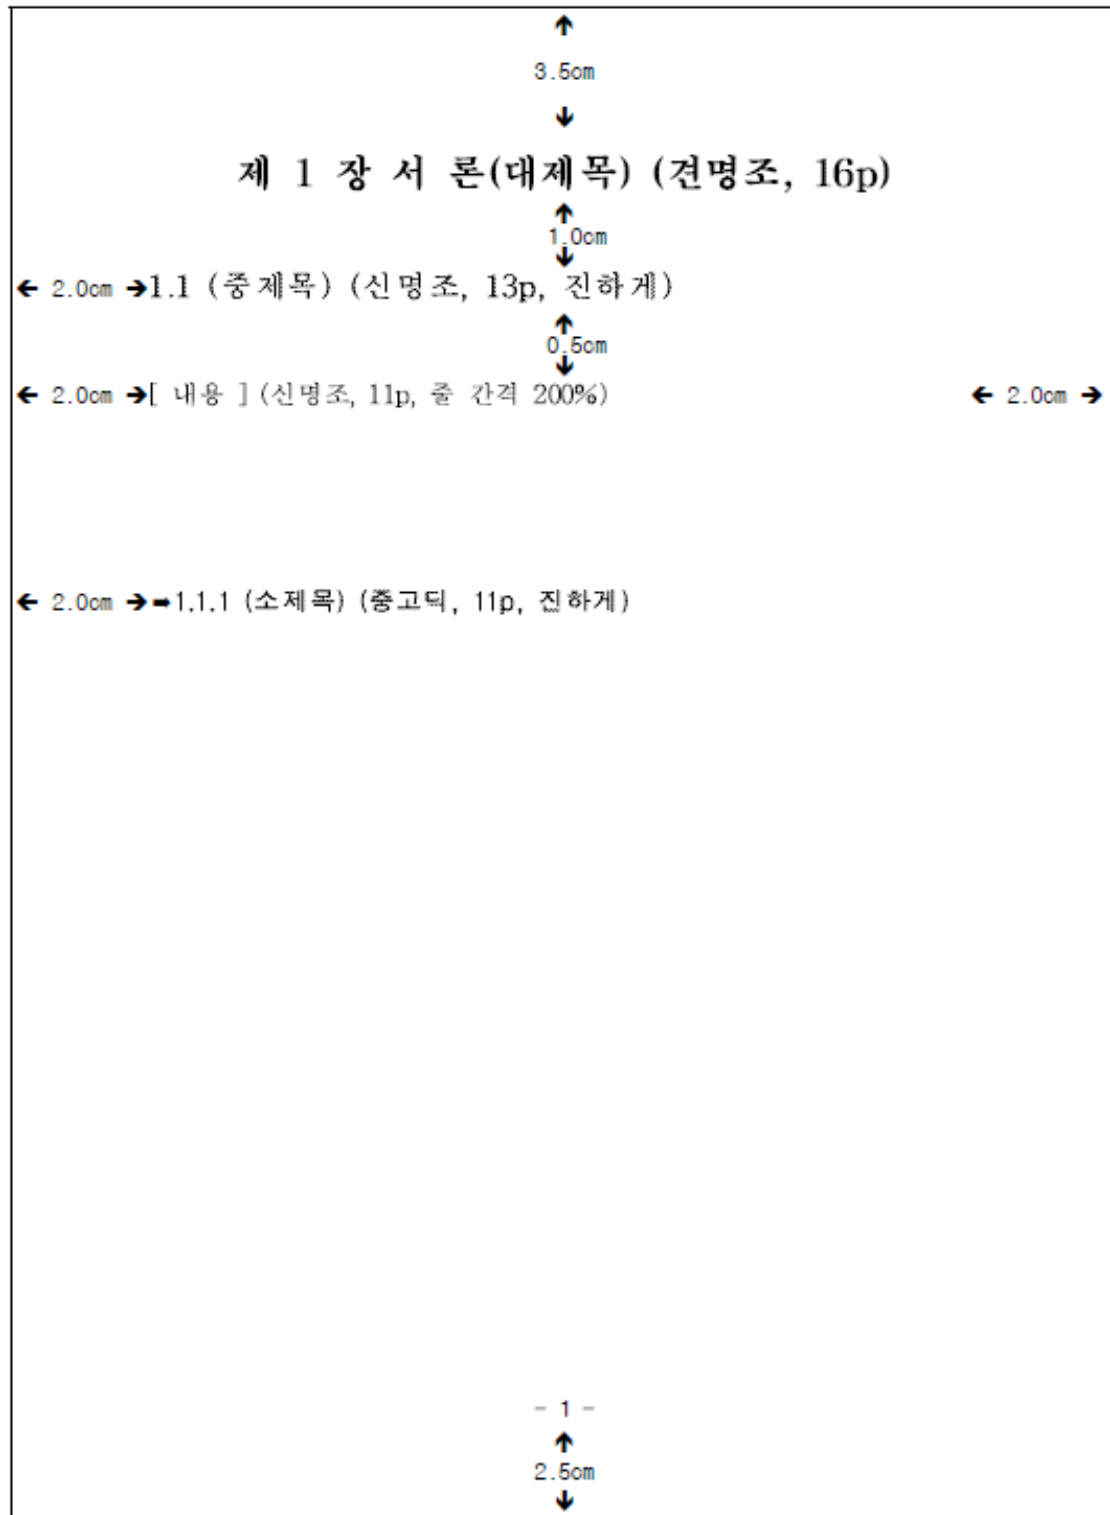 ↑
3.5cm
↓
제 1 장 서 론(대제목) (견명조, 16p)
↑
1.0cm
↓
← 2.0cm →1.1 (중제목) (신명조, 13p, 진하게)
↑
0.5cm
↓
← 2.0cm →[ 내용 ] (신명조, 11p, 줄 간격 200%) ← 2.0cm →
← 2.0cm →➡1.1.1 (소제목) (중고딕, 11p, 진하게)
- 1 -
↑
2.5cm
↓